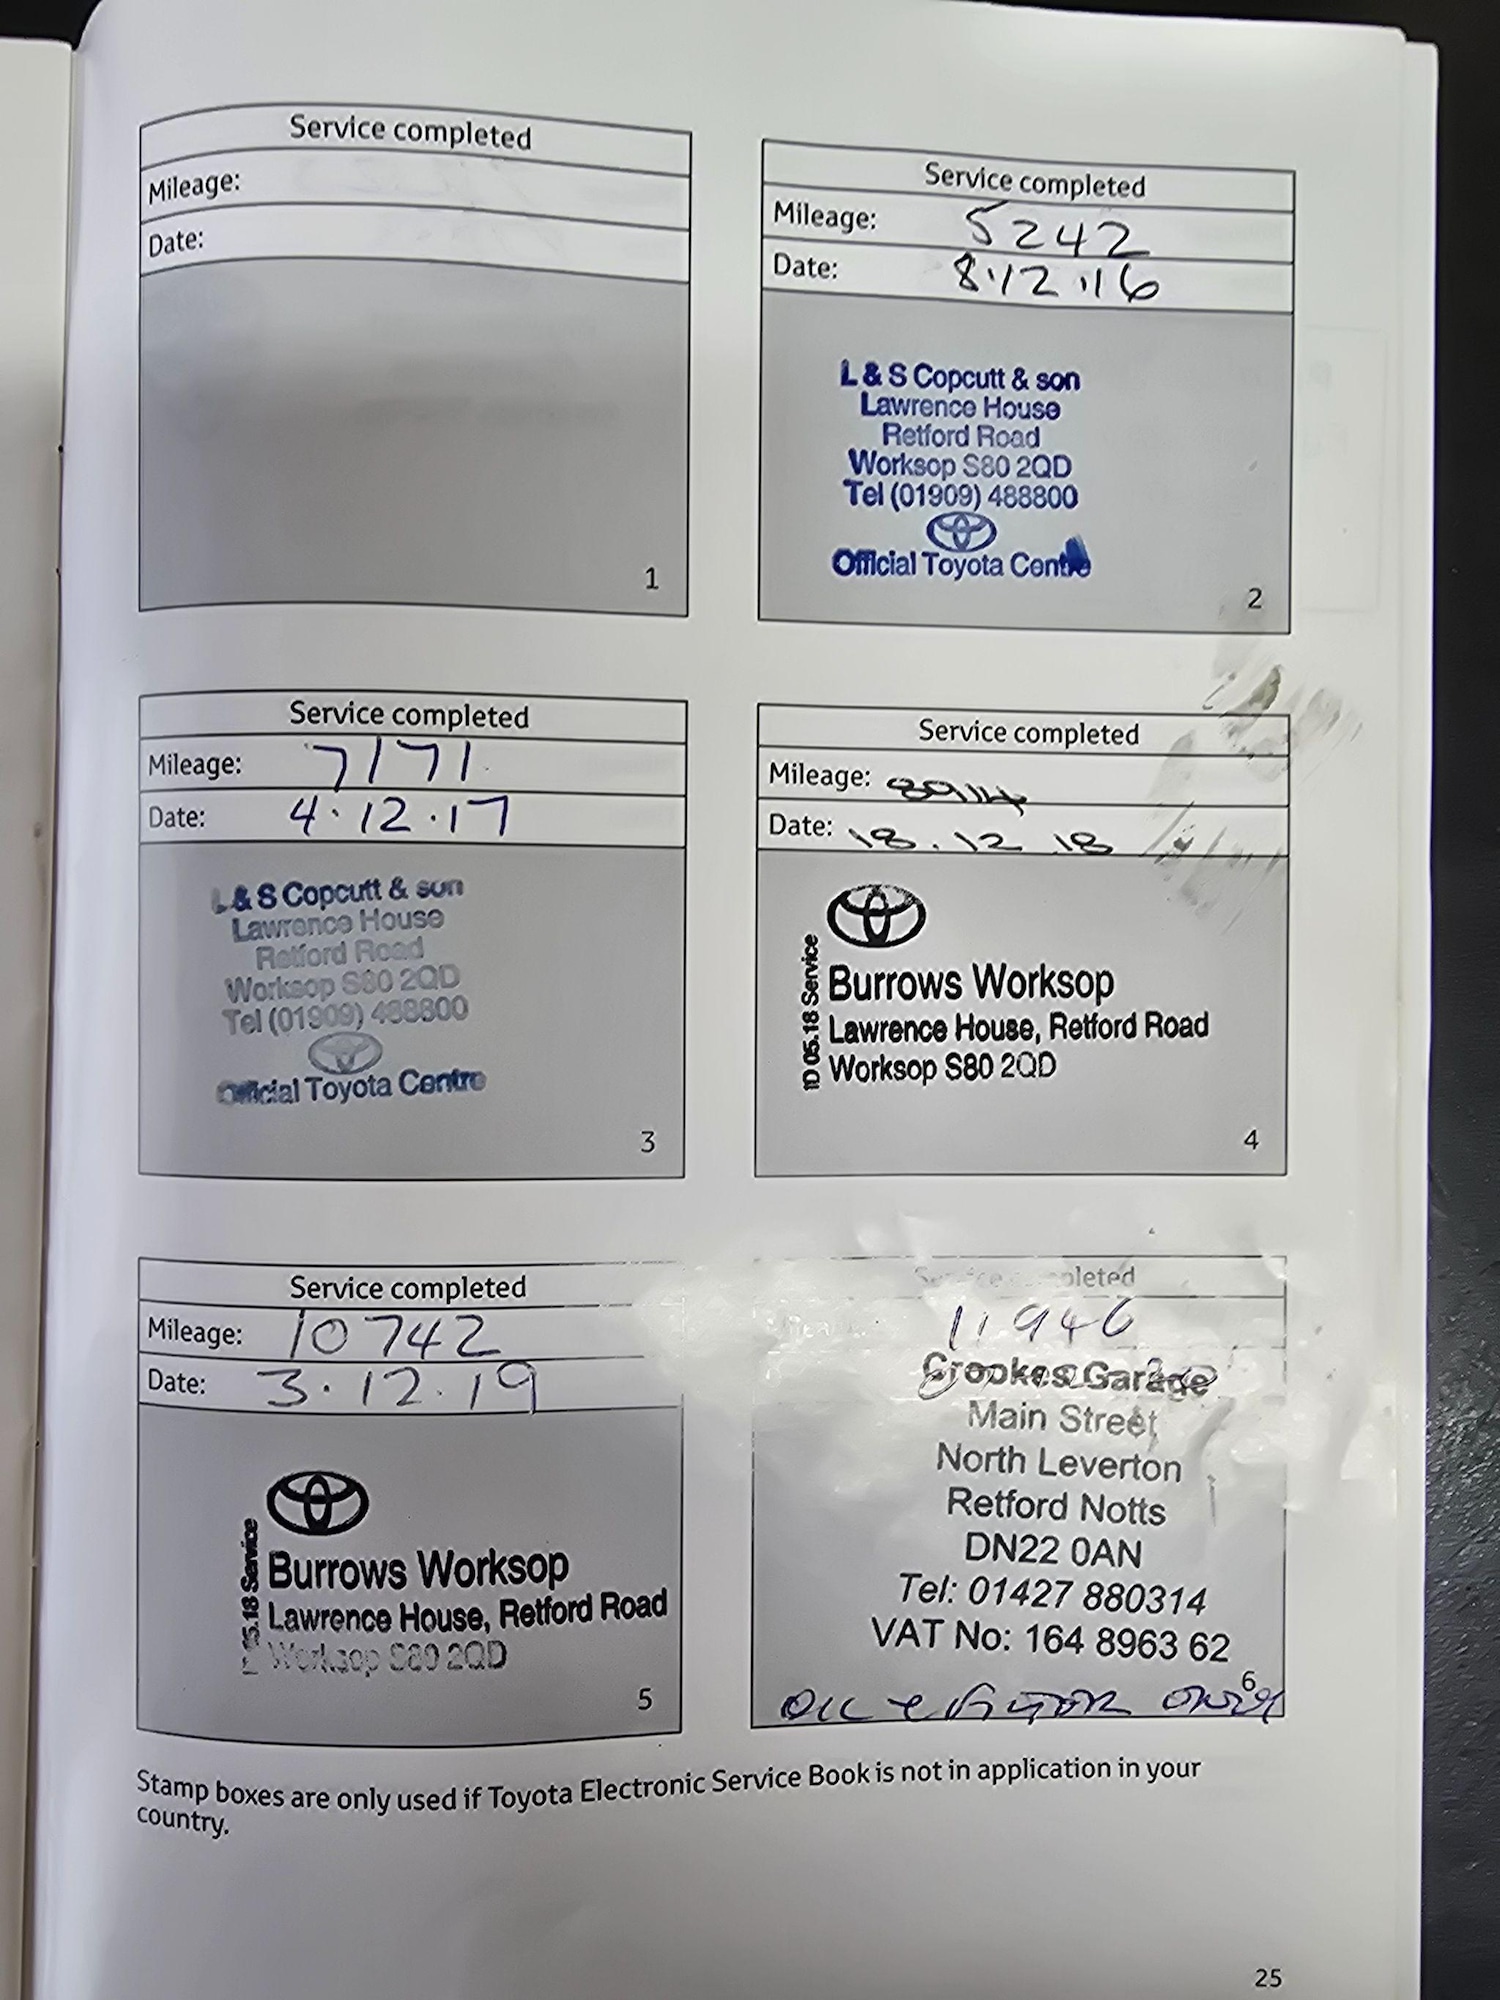 Service completed
Mileage:
Date:
1
Service completed
Mileage: 5242
Date: 8.12.16
L & S Copcutt & son
Lawrence House
Retford Road
Worksop S80 2QD
Tel (01909) 488800
Official Toyota Centre
2
Service completed
Mileage: 7171
Date: 4.12.17
L & S Copcutt & son
Lawrence House
Retford Road
Worksop S80 2QD
Tel (01909) 488800
Official Toyota Centre
3
Service completed
Mileage:
Date: 18.12 18
ID 05.18 Service
Burrows Worksop
Lawrence House, Retford Road
Worksop S80 2QD
4
Service completed
Mileage: 10742
Date: 3.12.19
05.18 Service
Burrows Worksop
Lawrence House, Retford Road
Worksop S80 2QD
5
Service completed
11946
Crookes Garage
Main Street
North Leverton
Retford Notts
DN22 0AN
Tel: 01427 880314
VAT No: 164 8963 62
6
OIL & FILTER ONLY
Stamp boxes are only used if Toyota Electronic Service Book is not in application in your
country.
25